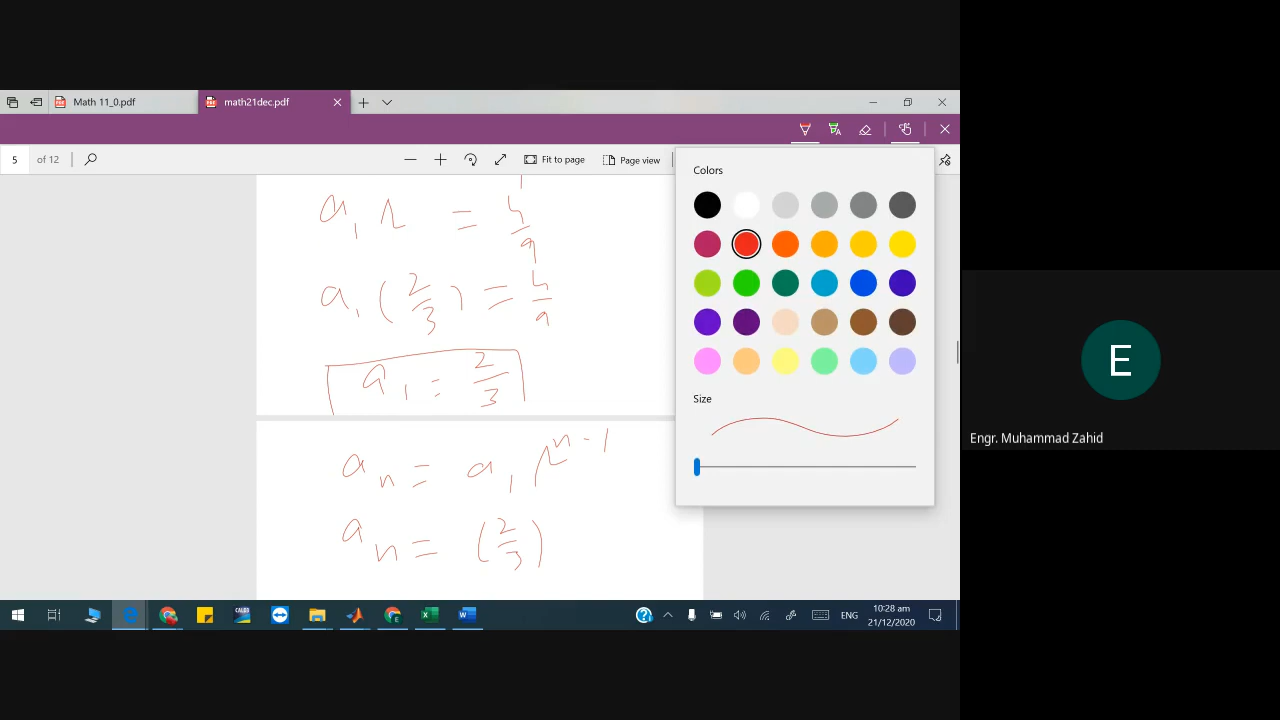 Math 11_0.pdf
math21dec.pdf
5 of 12
Fit to page
Page view
Colors
Size
a₁ r = 4/9
a₁ (2/3) = 4/9
a₁ = 2/3
aₙ = a₁ rⁿ⁻¹
aₙ = (2/3)
E
Engr. Muhammad Zahid
CALC8
ENG
10:28 am
21/12/2020